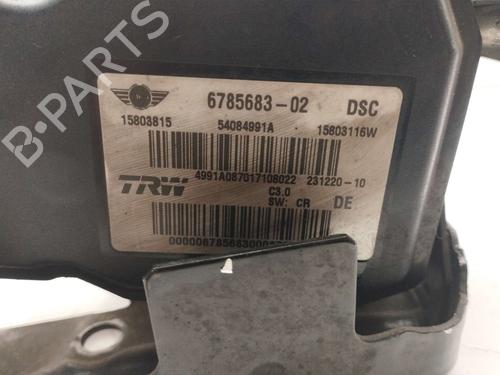 6785683-02 DSC
15803815 54084991A 15803116W
4991A087017108022 231220-10
TRW
C3.0
SW: CR DE
B-PARTS